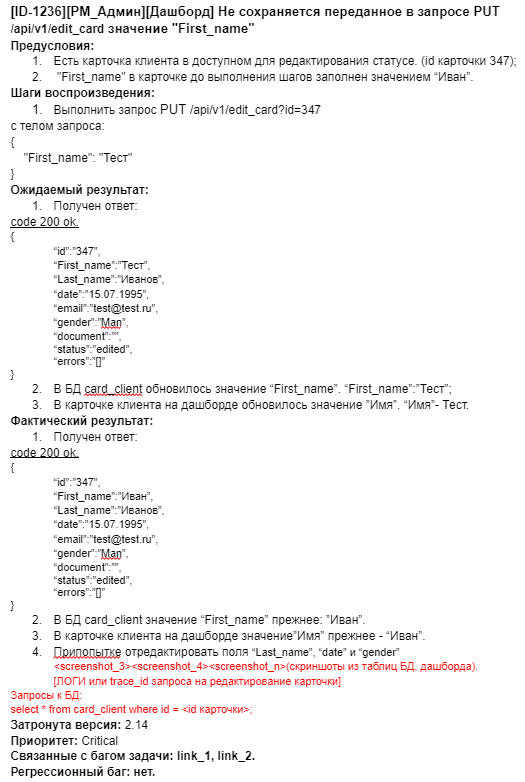 [ID-1236][PM_Админ][Дашборд] Не сохраняется переданное в запросе PUT
/api/v1/edit_card значение "First_name"
Предусловия:
1. Есть карточка клиента в доступном для редактирования статусе. (id карточки 347);
2. "First_name" в карточке до выполнения шагов заполнен значением “Иван”.
Шаги воспроизведения:
1. Выполнить запрос PUT /api/v1/edit_card?id=347
с телом запроса:
{
"First_name": "Тест"
}
Ожидаемый результат:
1. Получен ответ:
code 200 ok.
{
“id”:”347”,
“First_name”:”Тест”,
“Last_name”:”Иванов”,
“date”:”15.07.1995”,
“email”:”test@test.ru”,
“gender”:”Man”,
“document”:””,
“status”:”edited”,
“errors”:”[]”
}
2. В БД card_client обновилось значение “First_name”. “First_name”:”Тест”;
3. В карточке клиента на дашборде обновилось значение ”Имя”. “Имя”- Тест.
Фактический результат:
1. Получен ответ:
code 200 ok.
{
“id”:”347”,
“First_name”:”Иван”,
“Last_name”:”Иванов”,
“date”:”15.07.1995”,
“email”:”test@test.ru”,
“gender”:”Man”,
“document”:””,
“status”:”edited”,
“errors”:”[]”
}
2. В БД card_client значение “First_name” прежнее: ”Иван”.
3. В карточке клиента на дашборде значение”Имя” прежнее - “Иван”.
4. Припопытке отредактировать поля “Last_name”, “date” и “gender”
<screenshot_3><screenshot_4><screenshot_n>(скриншоты из таблиц БД, дашборда).
[ЛОГИ или trace_id запроса на редактирование карточки]
Запросы к БД:
select * from card_client where id = <id карточки>;
Затронута версия: 2.14
Приоритет: Critical
Связанные с багом задачи: link_1, link_2.
Регрессионный баг: нет.